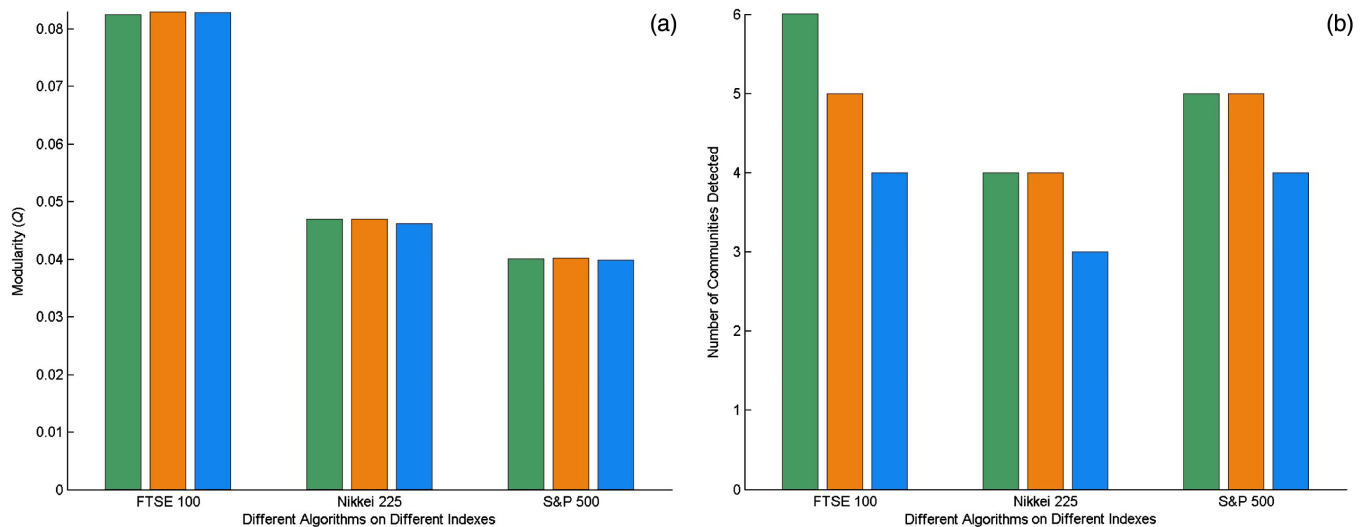 (a)
0.08
0.07
0.06
0.05
0.04
0.03
0.02
0.01
0
Modularity (Q)
FTSE 100 Nikkei 225 S&P 500
Different Algorithms on Different Indexes
(b)
6
5
4
3
2
1
0
Number of Communities Detected
FTSE 100 Nikkei 225 S&P 500
Different Algorithms on Different Indexes